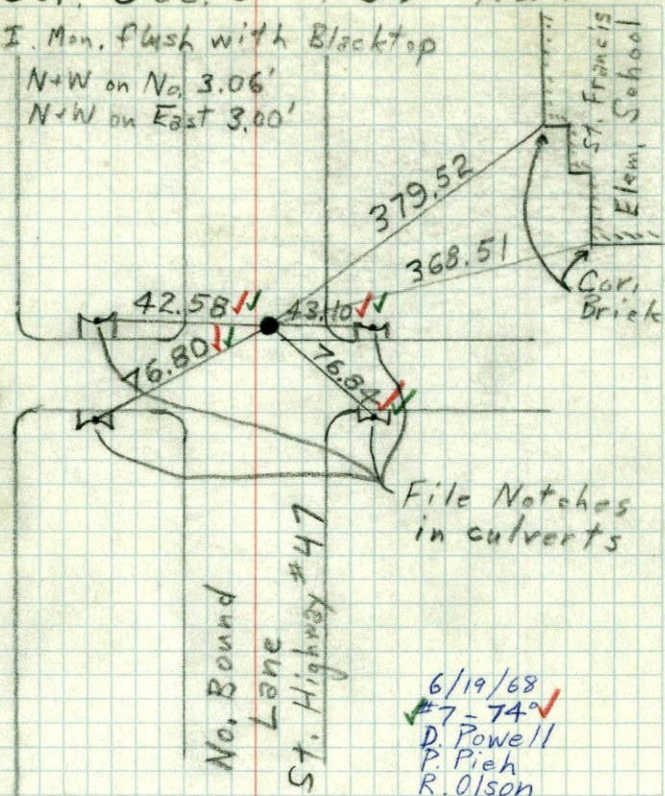 I. Mon. flush with Blacktop
N+W on No. 3.06'
N+W on East 3.00'
St. Francis
Elem. School
379.52
368.51
Cor.
Brick
42.58
43.10
76.80
76.84
File Notches
in culverts
No. Bound
Lane
St. Highway #47
6/19/68
#7 - 74°
D. Powell
P. Pieh
R. Olson